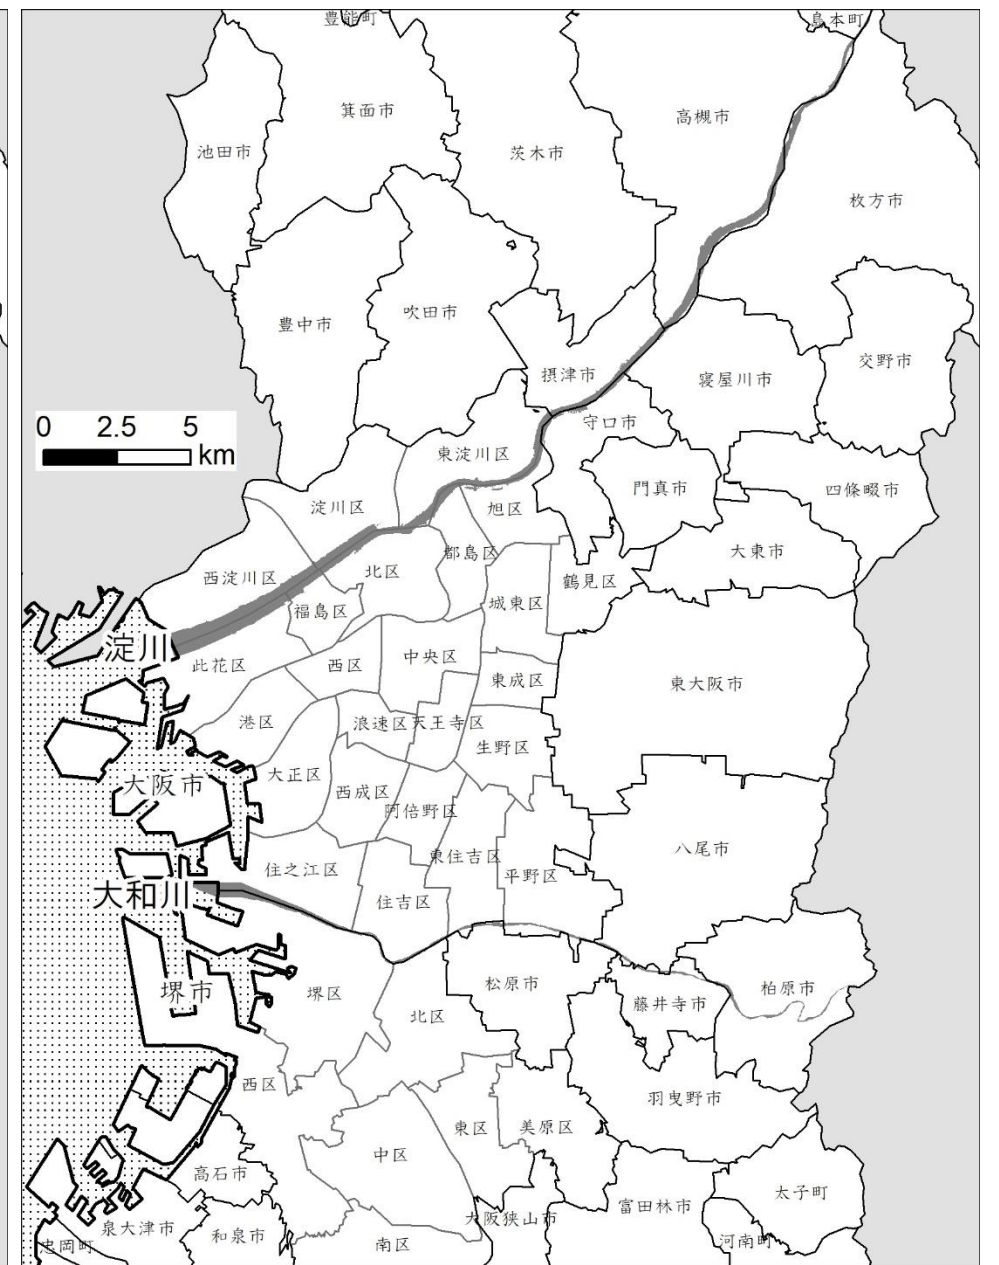 豊能町
島本町
箕面市
高槻市
池田市
茨木市
枚方市
豊中市
吹田市
交野市
摂津市
寝屋川市
守口市
0 2.5 5
km
東淀川区
門真市
四條畷市
淀川区
旭区
大東市
都島区
西淀川区
北区
鶴見区
福島区
城東区
淀川
此花区
西区
中央区
東成区
東大阪市
港区
浪速区
天王寺区
生野区
大正区
大阪市
西成区
阿倍野区
八尾市
東住吉区
住之江区
平野区
大和川
住吉区
堺市
堺区
松原市
柏原市
藤井寺市
北区
西区
羽曳野市
東区
美原区
中区
高石市
太子町
富田林市
大阪狭山市
泉大津市
和泉市
南区
河南町
忠岡町